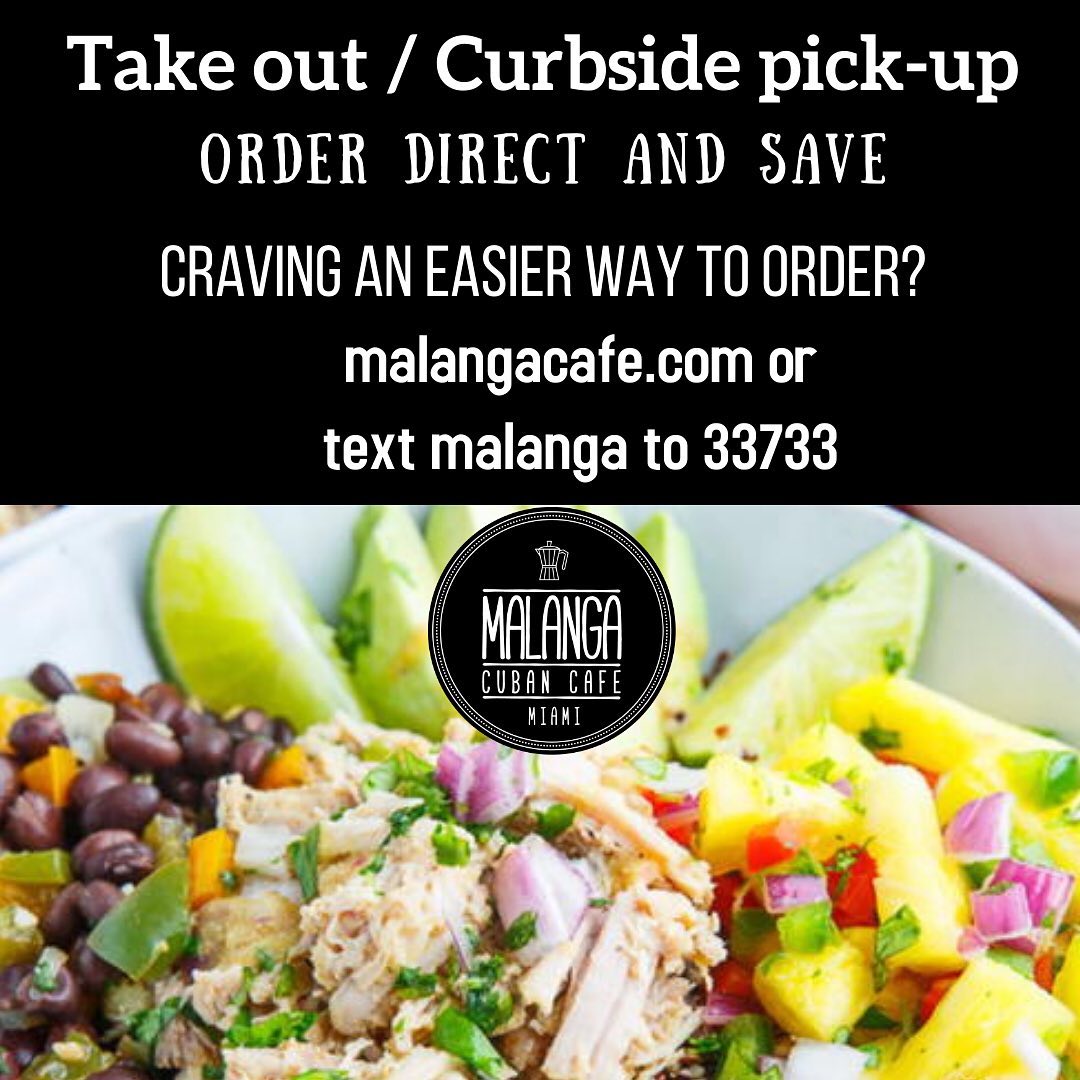 Take out / Curbside pick-up
ORDER DIRECT AND SAVE
CRAVING AN EASIER WAY TO ORDER?
malangacafe.com or
text malanga to 33733
MALANGA
CUBAN CAFE
MIAMI